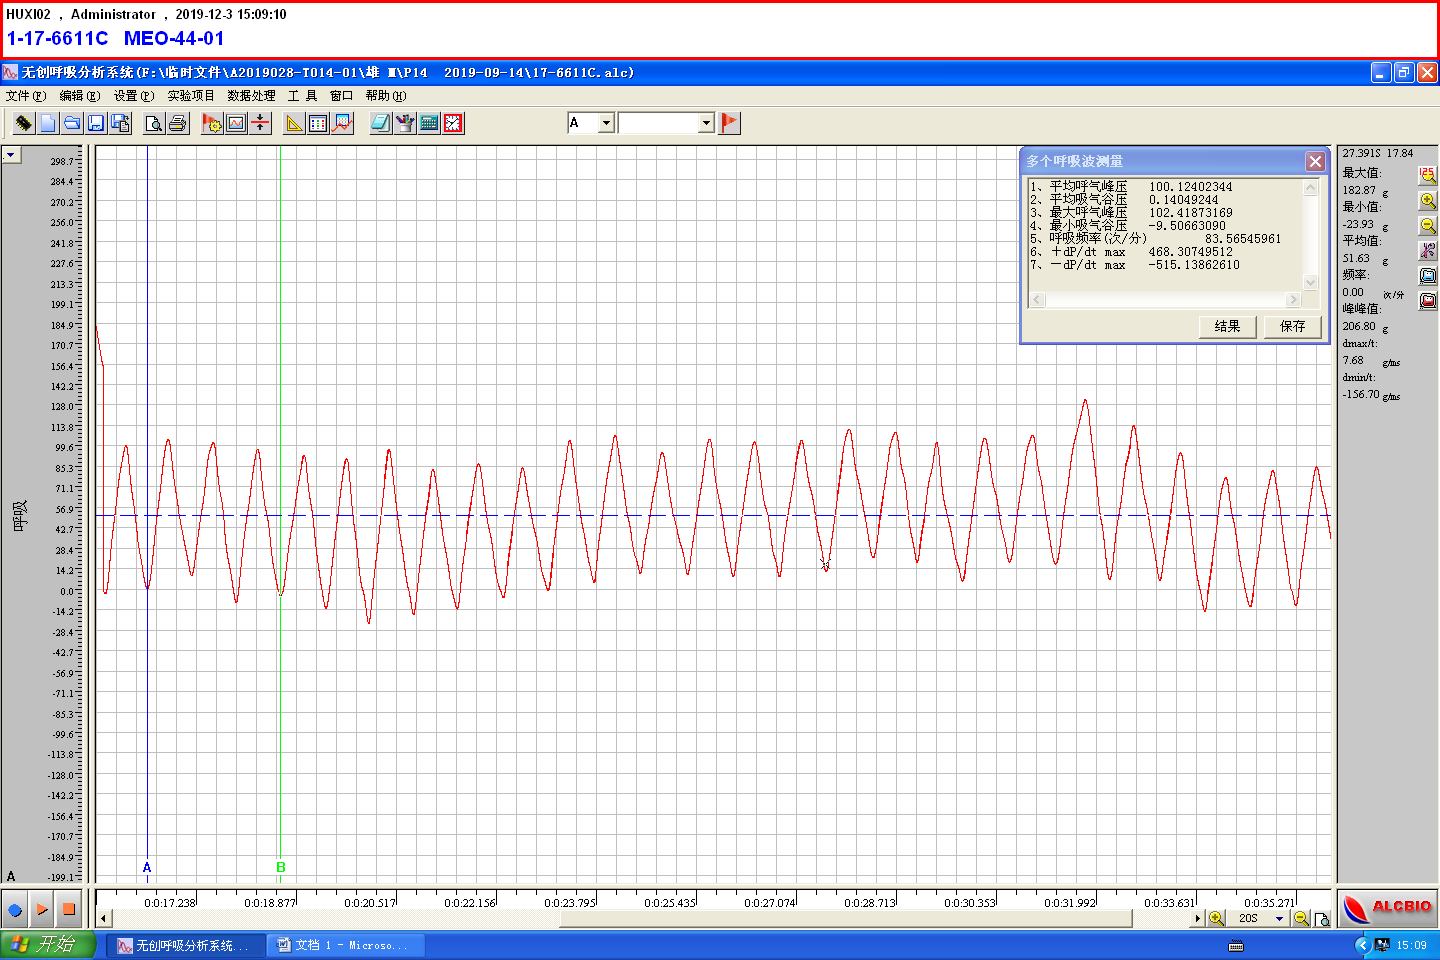 HUXI02 , Administrator , 2019-12-3 15:09:10
1-17-6611C MEO-44-01
无创呼吸分析系统(F:\临时文件\A2019028-T014-01\雄 M\P14 2019-09-14\17-6611C.alc)
文件(F) 编辑(E) 设置(P) 实验项目 数据处理 工 具 窗口 帮助(H)
A
298.7
284.4
270.2
256.0
241.8
227.6
213.3
199.1
184.9
170.7
156.4
142.2
128.0
113.8
99.6
85.3
71.1
56.9
42.7
28.4
14.2
0.0
-14.2
-28.4
-42.7
-56.9
-71.1
-85.3
-99.6
-113.8
-128.0
-142.2
-156.4
-170.7
-184.9
-199.1
呼吸
A
A
B
多个呼吸波测量
1、平均呼气峰压 100.12402344
2、平均吸气谷压 0.14049244
3、最大呼气峰压 102.41873169
4、最小吸气谷压 -9.50663090
5、呼吸频率(次/分) 83.56545961
6、＋dP/dt max 468.30749512
7、－dP/dt max -515.13862610
结果 保存
27.391S 17.84
最大值:
182.87 g
最小值:
-23.93 g
平均值:
51.63 g
频率:
0.00 次/分
峰峰值:
206.80 g
dmax/t:
7.68 g/ms
dmin/t:
-156.70 g/ms
125
0:0:17.238 0:0:18.877 0:0:20.517 0:0:22.156 0:0:23.795 0:0:25.435 0:0:27.074 0:0:28.713 0:0:30.353 0:0:31.992 0:0:33.631 0:0:35.271
20S
ALCBIO
开始 无创呼吸分析系统... 文档 1 - Microso... 15:09